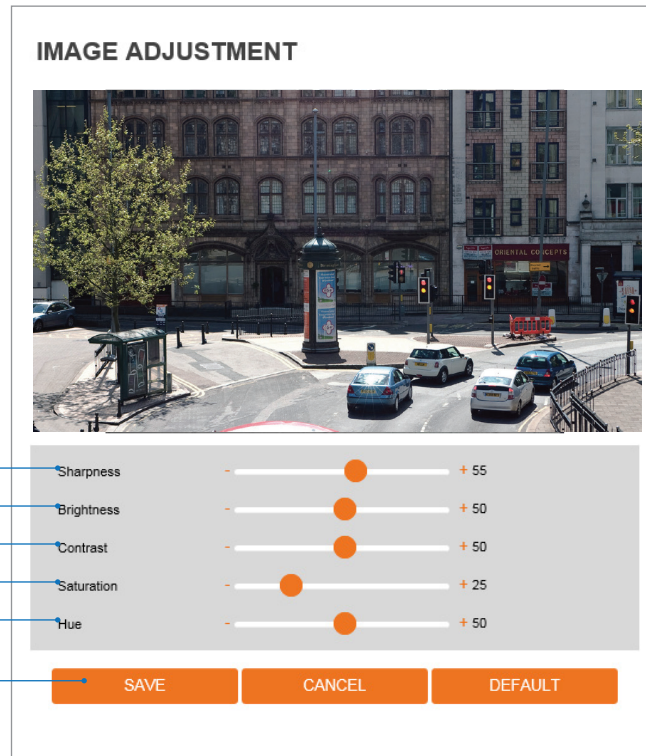 IMAGE ADJUSTMENT
ORIENTAL CONCEPTS
Sharpness - + 55
Brightness - + 50
Contrast - + 50
Saturation - + 25
Hue - + 50
SAVE CANCEL DEFAULT